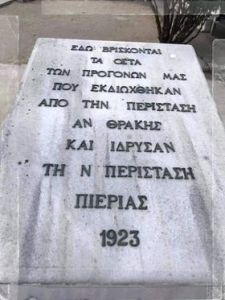 ΕΔΩ ΒΡΙΣΚΟΝΤΑΙ
ΤΑ ΟΣΤΑ
ΤΩΝ ΠΡΟΓΟΝΩΝ ΜΑΣ
ΠΟΥ ΕΚΔΙΩΧΘΗΚΑΝ
ΑΠΟ ΤΗΝ ΠΕΡΙΣΤΑΣΗ
ΑΝ ΘΡΑΚΗΣ
ΚΑΙ ΙΔΡΥΣΑΝ
ΤΗ Ν ΠΕΡΙΣΤΑΣΗ
ΠΙΕΡΙΑΣ
1923